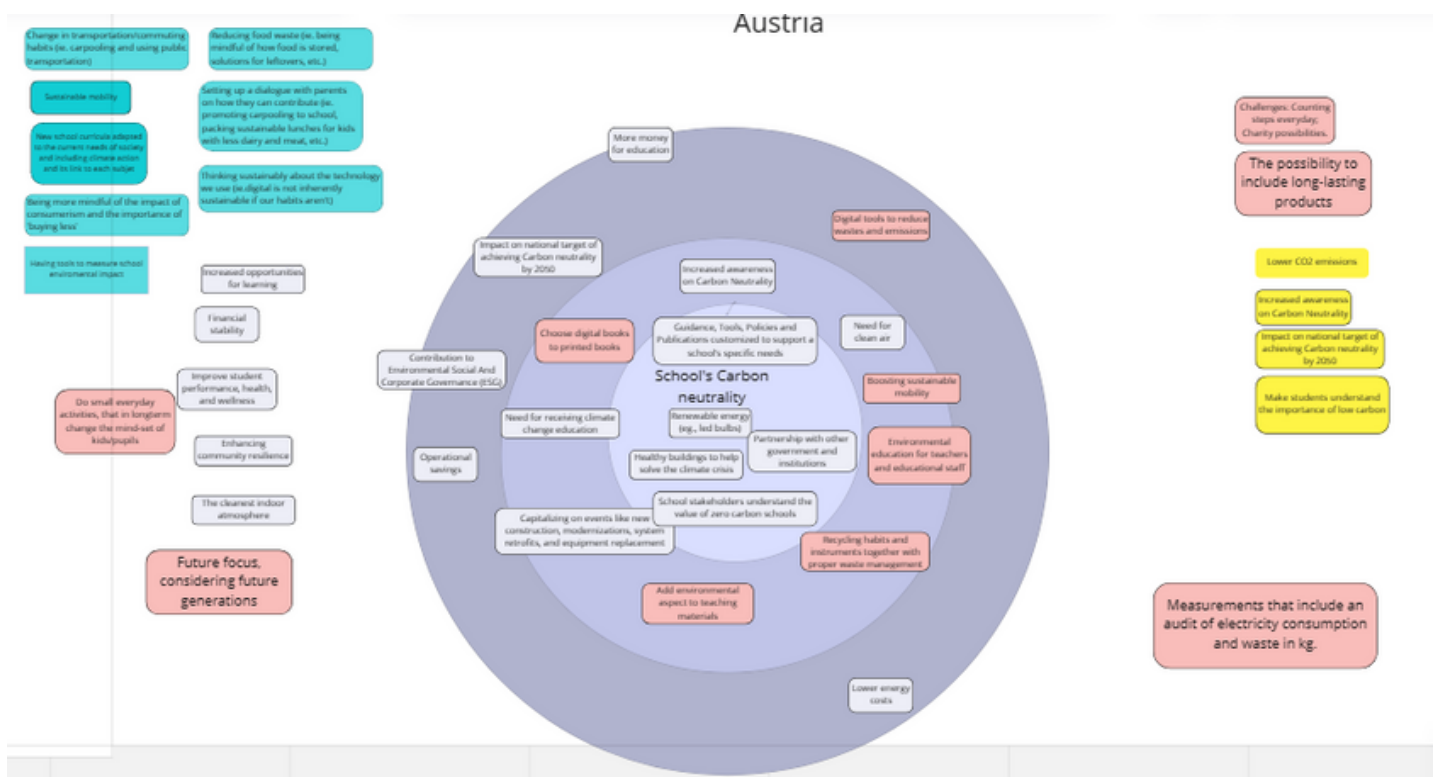 Austria
Change in transportation/commuting
habits (ie. carpooling and using public
transportation)
Reducing food waste (ie. being
mindful of how food is stored,
solutions for leftovers, etc.)
Sustainable mobility
Setting up a dialogue with parents
on how they can contribute (ie.
promoting carpooling to school,
packing sustainable lunches for kids
with less dairy and meat, etc.)
New school curricula adapted
to the current needs of society
and including climate action
and its link to each subjet
Thinking sustainably about the technology
we use (ie.digital is not inherently
sustainable if our habits aren't)
Being more mindful of the impact of
consumerism and the importance of
'buying less'
Having tools to measure school
enviromental impact
Increased opportunities
for learning
Financial
stability
Improve student
performance, health,
and wellness
Do small everyday
activities, that in longterm
change the mind-set of
kids/pupils
Enhancing
community resilience
The cleanest indoor
atmosphere
Future focus,
considering future
generations
More money
for education
Digital tools to reduce
wastes and emissions
Impact on national target of
achieving Carbon neutrality
by 2050
Increased awareness
on Carbon Neutrality
Choose digital books
to printed books
Guidance, Tools, Policies and
Publications customized to support a
school's specific needs
Need for
clean air
Contribution to
Environmental Social And
Corporate Governance (ESG)
School's Carbon
neutrality
Boosting sustainable
mobility
Need for receiving climate
change education
Renewable energy
(eg., led bulbs)
Partnership with other
government and
institutions
Environmental
education for teachers
and educational staff
Operational
savings
Healthy buildings to help
solve the climate crisis
School stakeholders understand the
value of zero carbon schools
Capitalizing on events like new
construction, modernizations, system
retrofits, and equipment replacement
Recycling habits and
instruments together with
proper waste management
Add environmental
aspect to teaching
materials
Lower energy
costs
Challenges: Counting
steps everyday;
Charity possibilities.
The possibility to
include long-lasting
products
Lower CO2 emissions
Increased awareness
on Carbon Neutrality
Impact on national target of
achieving Carbon neutrality
by 2050
Make students understand
the importance of low carbon
Measurements that include an
audit of electricity consumption
and waste in kg.